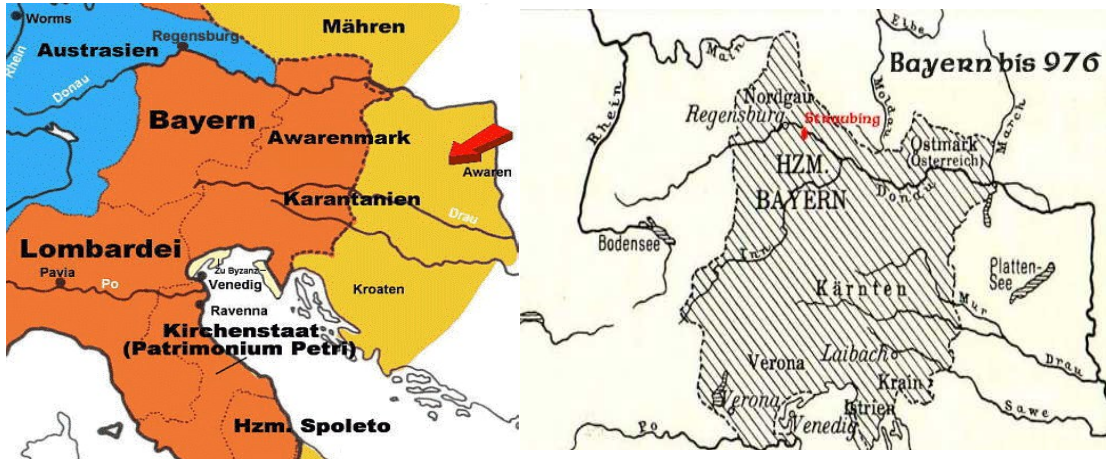 Worms
Austrasien
Regensburg
Mähren
Rhein
Donau
Bayern
Awarenmark
Awaren
Karantanien
Drau
Lombardei
Pavia
Po
Zu Byzanz
Venedig
Kroaten
Ravenna
Kirchenstaat
(Patrimonium Petri)
Hzm. Spoleto
Bayern bis 976
Elbe
Main
Moldau
March
Rhein
Nordgau
Regensburg
Straubing
Ostmark
(Österreich)
HZM.
BAYERN
Donau
Bodensee
Inn
Platten-
See
Kärnten
Mur
Drau
Laibach
Verona
Krain
Verona
Istrien
Venedig
Sawe
Po